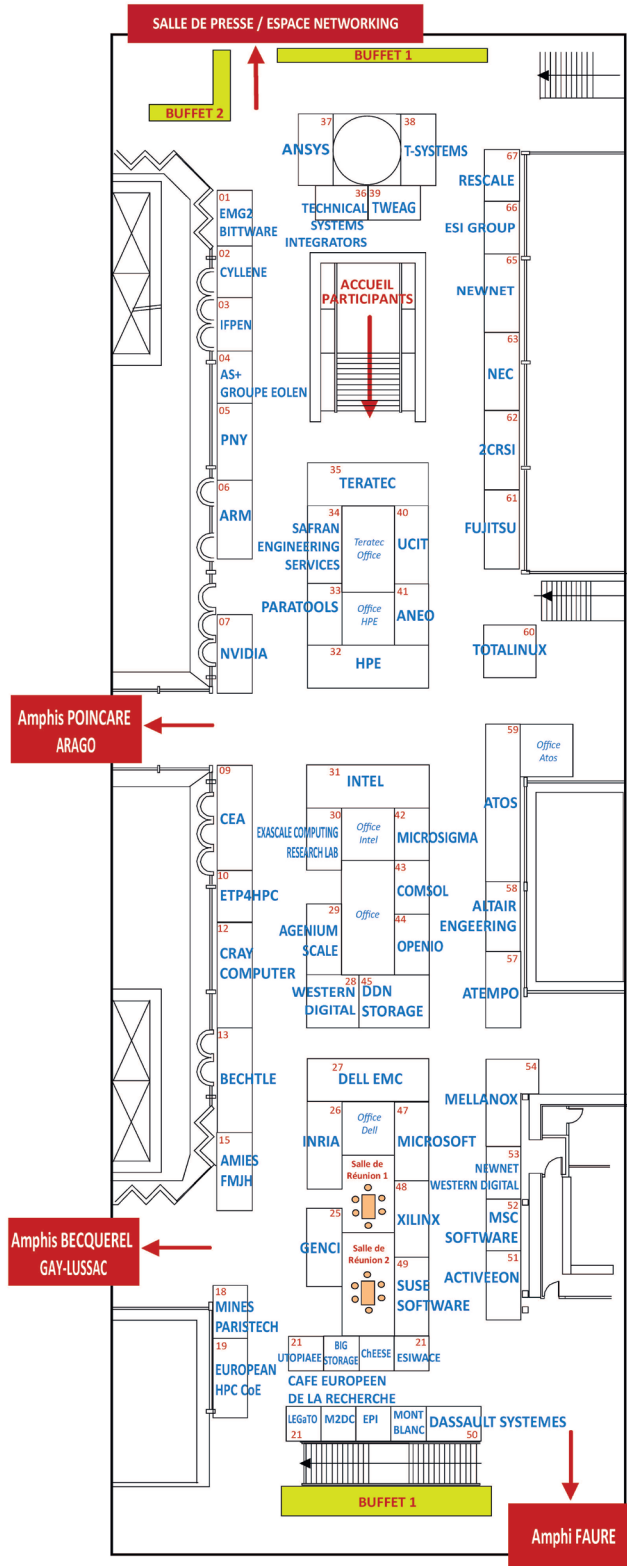 SALLE DE PRESSE / ESPACE NETWORKING
BUFFET 1
BUFFET 2
37
ANSYS
38
T-SYSTEMS
36
TECHNICAL
SYSTEMS
INTEGRATORS
39
TWEAG
67
RESCALE
66
ESI GROUP
65
NEWNET
63
NEC
62
2CRSI
61
FUJITSU
60
TOTALINUX
01
EMG2
BITTWARE
02
CYLLENE
03
IFPEN
04
AS+
GROUPE EOLEN
05
PNY
06
ARM
07
NVIDIA
ACCUEIL
PARTICIPANTS
35
TERATEC
34
SAFRAN
ENGINEERING
SERVICES
Teratec
Office
40
UCIT
33
PARATOOLS
Office
HPE
41
ANEO
32
HPE
Amphis POINCARE
ARAGO
09
CEA
10
ETP4HPC
12
CRAY
COMPUTER
13
BECHTLE
15
AMIES
FMJH
31
INTEL
30
EXASCALE COMPUTING
RESEARCH LAB
Office
Intel
42
MICROSIGMA
43
COMSOL
Office
29
AGENIUM
SCALE
44
OPENIO
28
WESTERN
DIGITAL
45
DDN
STORAGE
59
ATOS
Office
Atos
58
ALTAIR
ENGEERING
57
ATEMPO
27
DELL EMC
26
INRIA
Office
Dell
47
MICROSOFT
Salle de
Réunion 1
48
XILINX
25
GENCI
Salle de
Réunion 2
49
SUSE
SOFTWARE
54
MELLANOX
53
NEWNET
WESTERN DIGITAL
52
MSC
SOFTWARE
51
ACTIVEEON
Amphis BECQUEREL
GAY-LUSSAC
18
MINES
PARISTECH
19
EUROPEAN
HPC CoE
21
UTOPIAEE
BIG
STORAGE
ChEESE
21
ESIWACE
CAFE EUROPEEN
DE LA RECHERCHE
LEGaTO
21
M2DC
EPI
MONT
BLANC
DASSAULT SYSTEMES
50
BUFFET 1
Amphi FAURE